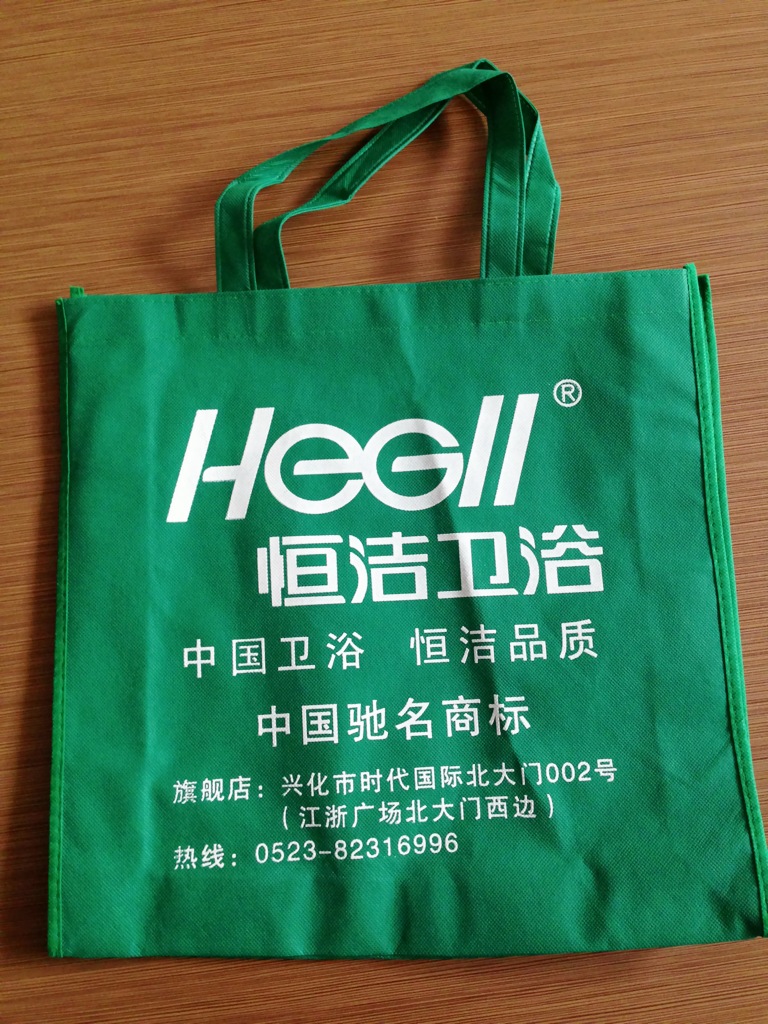 HeGll®
恒洁卫浴
中国卫浴 恒洁品质
中国驰名商标
旗舰店：兴化市时代国际北大门002号
（江浙广场北大门西边）
热线：0523-82316996